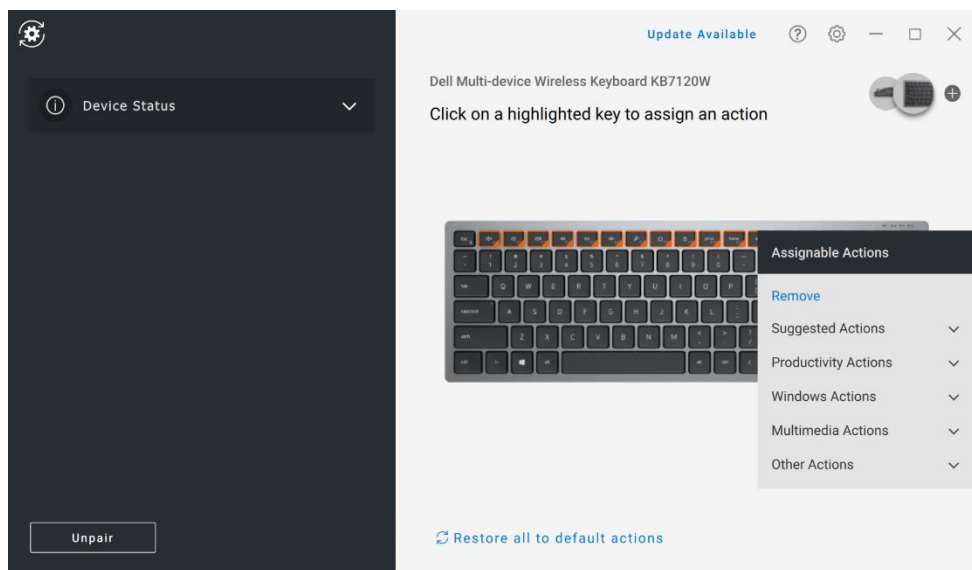 Update Available
Device Status
Dell Multi-device Wireless Keyboard KB7120W
Click on a highlighted key to assign an action
Assignable Actions
Remove
Suggested Actions
Productivity Actions
Windows Actions
Multimedia Actions
Other Actions
Q W E R T Y U I O P
A S D F G H J K L
Z X C V B N M
Unpair
Restore all to default actions